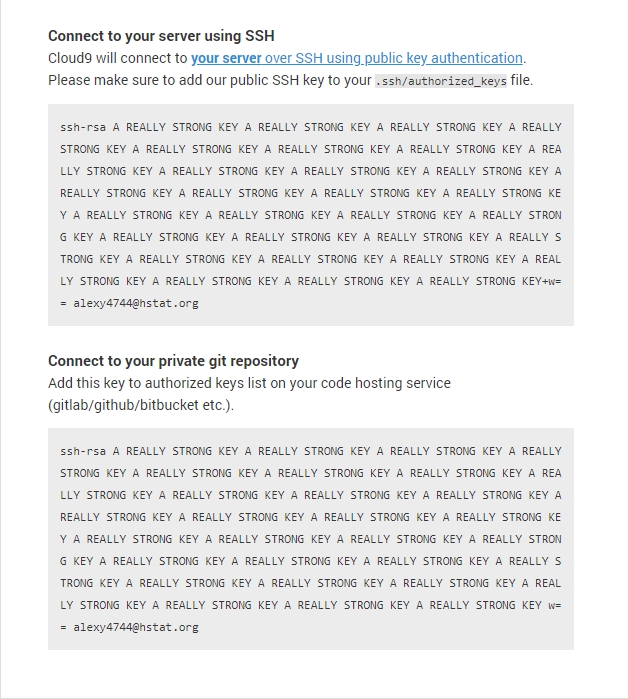 Connect to your server using SSH
Cloud9 will connect to your server over SSH using public key authentication.
Please make sure to add our public SSH key to your .ssh/authorized_keys file.
ssh-rsa A REALLY STRONG KEY A REALLY STRONG KEY A REALLY STRONG KEY A REALLY
STRONG KEY A REALLY STRONG KEY A REALLY STRONG KEY A REALLY STRONG KEY A REA
LLY STRONG KEY A REALLY STRONG KEY A REALLY STRONG KEY A REALLY STRONG KEY A
REALLY STRONG KEY A REALLY STRONG KEY A REALLY STRONG KEY A REALLY STRONG KE
Y A REALLY STRONG KEY A REALLY STRONG KEY A REALLY STRONG KEY A REALLY STRON
G KEY A REALLY STRONG KEY A REALLY STRONG KEY A REALLY STRONG KEY A REALLY S
TRONG KEY A REALLY STRONG KEY A REALLY STRONG KEY A REALLY STRONG KEY A REAL
LY STRONG KEY A REALLY STRONG KEY A REALLY STRONG KEY A REALLY STRONG KEY+w=
= alexy4744@hstat.org
Connect to your private git repository
Add this key to authorized keys list on your code hosting service
(gitlab/github/bitbucket etc.).
ssh-rsa A REALLY STRONG KEY A REALLY STRONG KEY A REALLY STRONG KEY A REALLY
STRONG KEY A REALLY STRONG KEY A REALLY STRONG KEY A REALLY STRONG KEY A REA
LLY STRONG KEY A REALLY STRONG KEY A REALLY STRONG KEY A REALLY STRONG KEY A
REALLY STRONG KEY A REALLY STRONG KEY A REALLY STRONG KEY A REALLY STRONG KE
Y A REALLY STRONG KEY A REALLY STRONG KEY A REALLY STRONG KEY A REALLY STRON
G KEY A REALLY STRONG KEY A REALLY STRONG KEY A REALLY STRONG KEY A REALLY S
TRONG KEY A REALLY STRONG KEY A REALLY STRONG KEY A REALLY STRONG KEY A REAL
LY STRONG KEY A REALLY STRONG KEY A REALLY STRONG KEY A REALLY STRONG KEY w=
= alexy4744@hstat.org